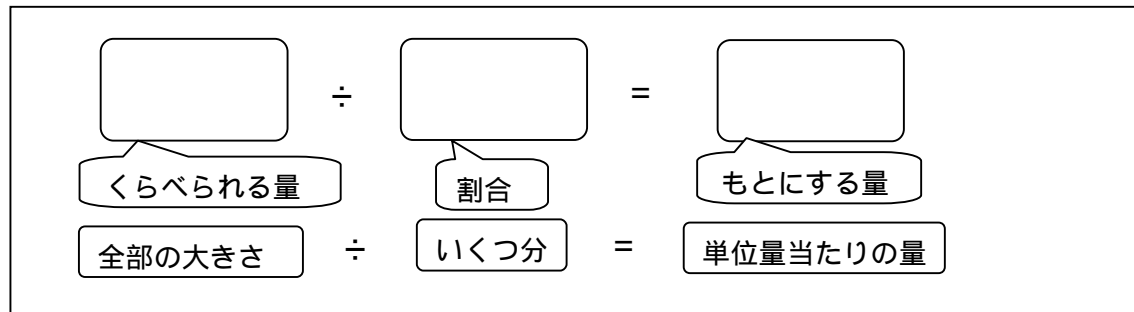 ÷ =
くらべられる量 割合 もとにする量
全部の大きさ ÷ いくつ分 = 単位量当たりの量